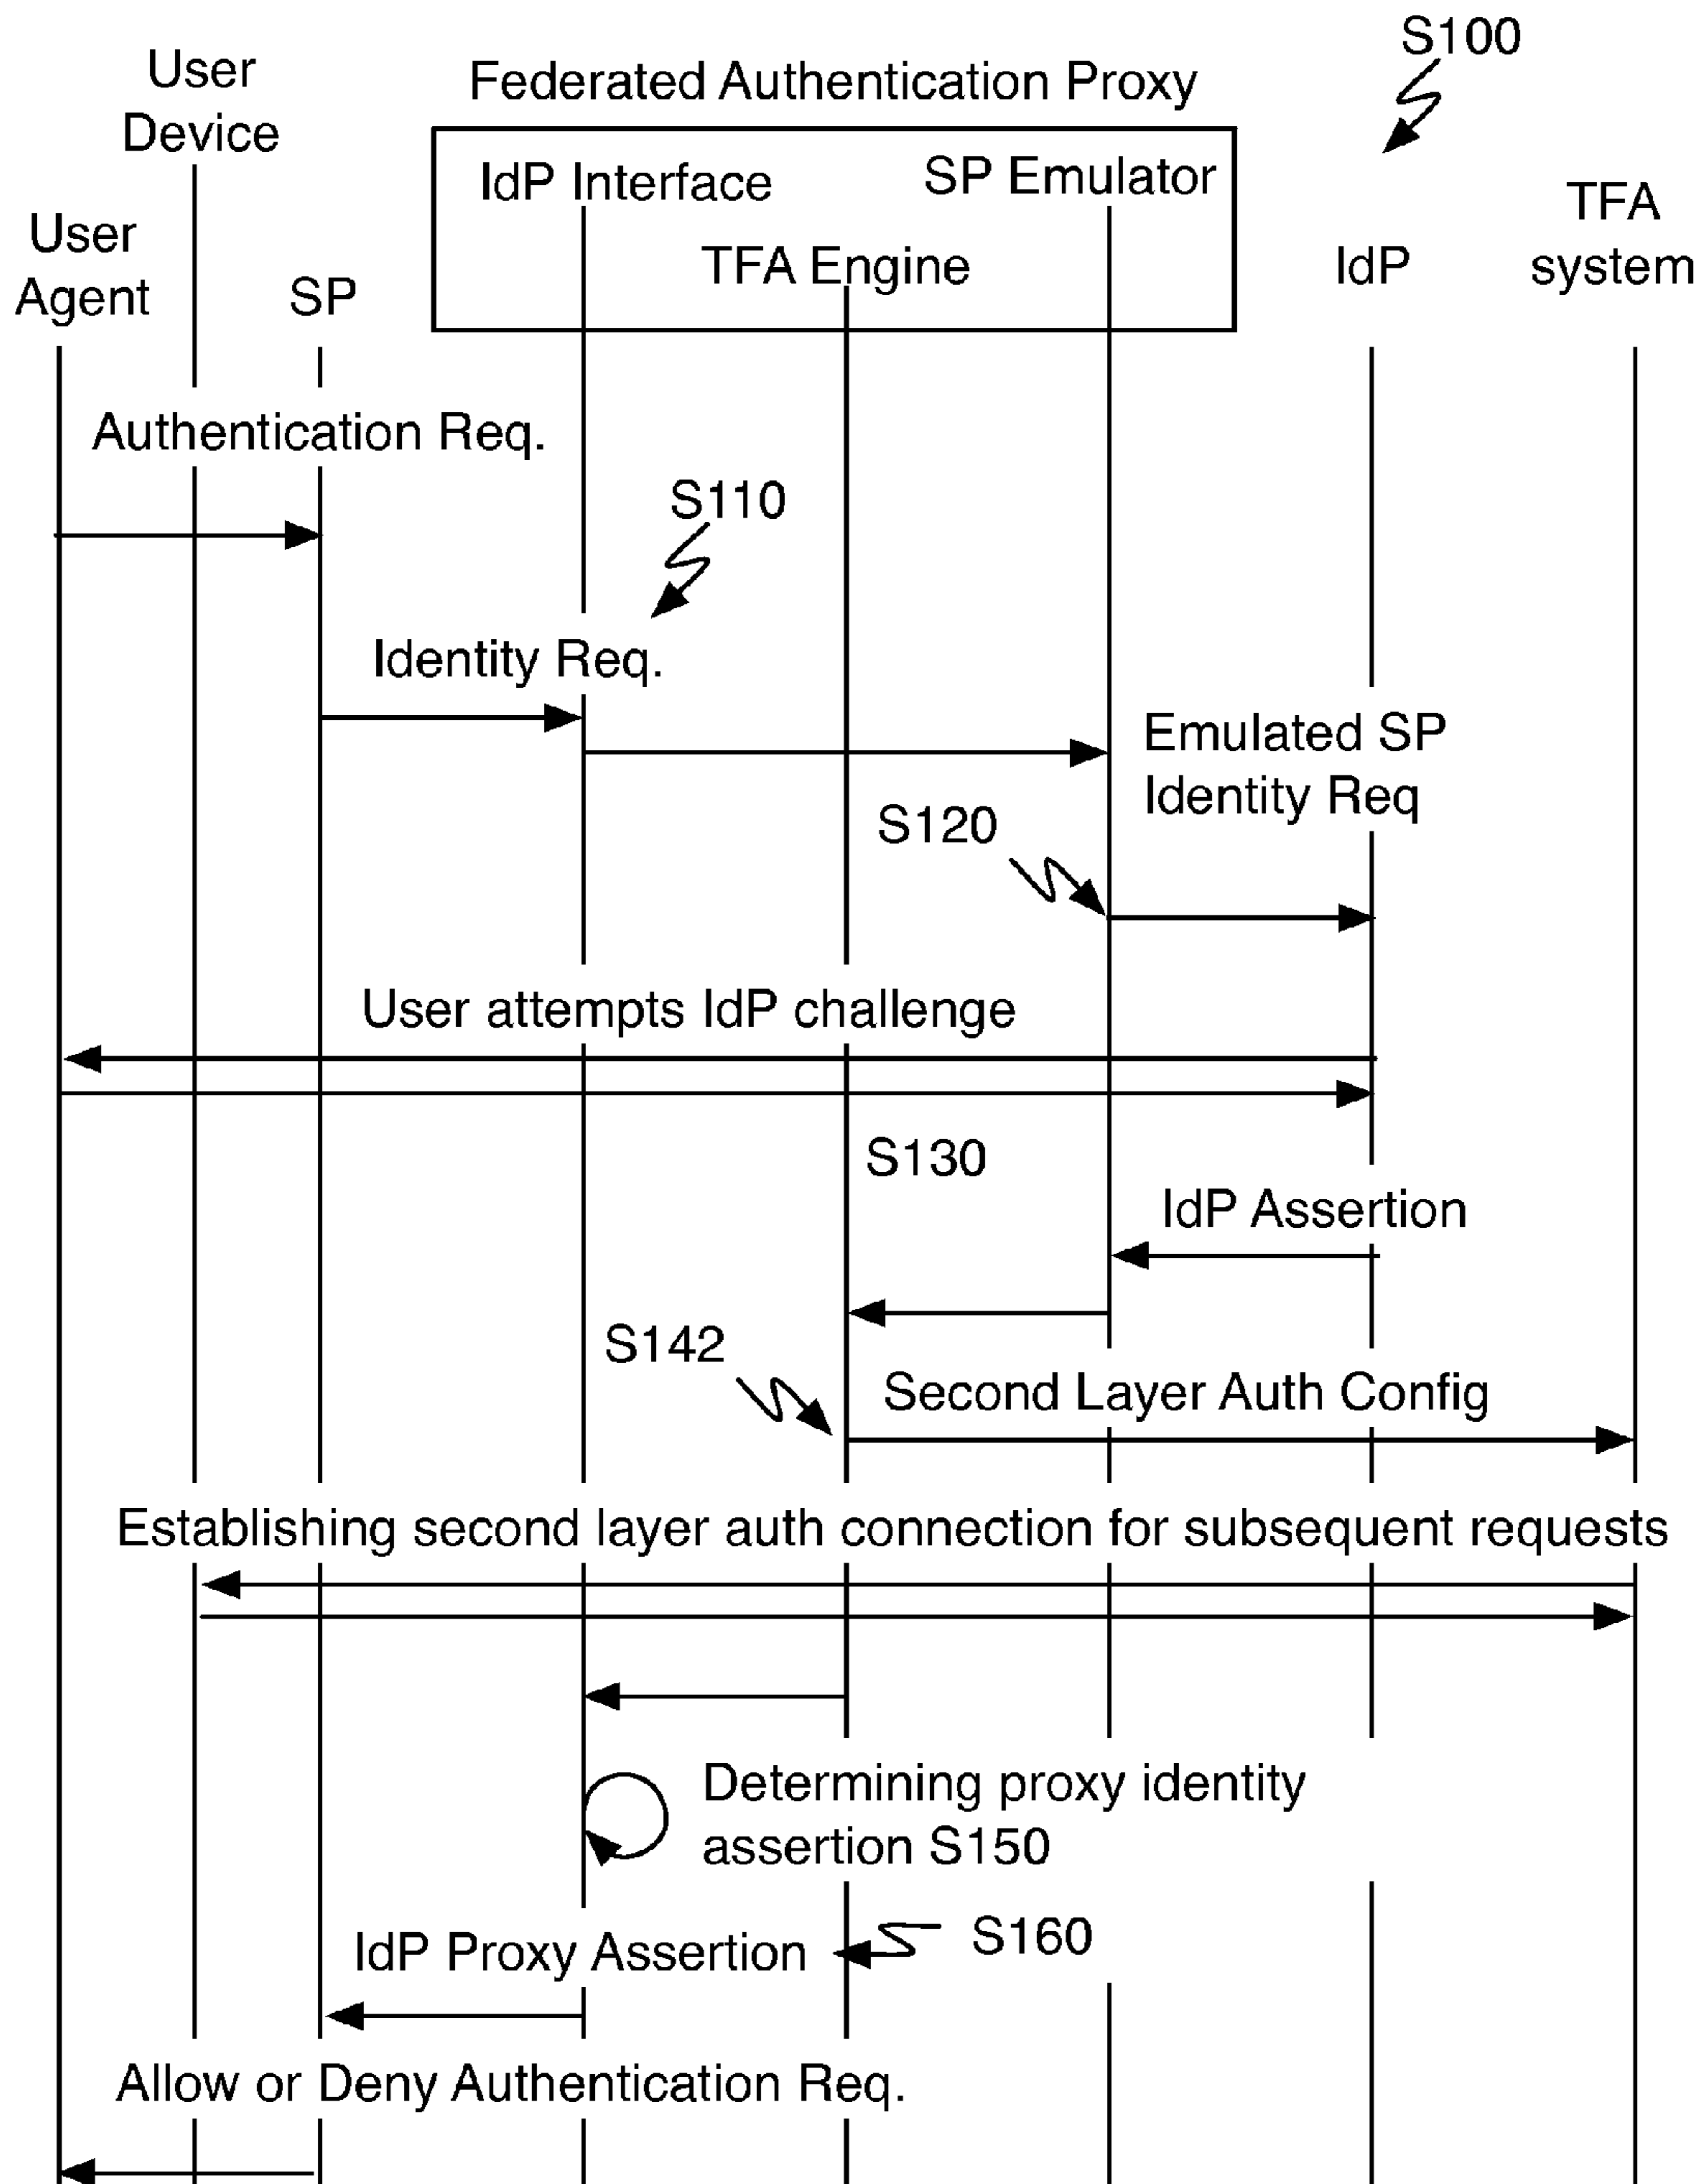 S100
User
Device
Federated Authentication Proxy
IdP Interface
SP Emulator
TFA
system
User
Agent
SP
TFA Engine
IdP
Authentication Req.
S110
Identity Req.
Emulated SP
Identity Req
S120
User attempts IdP challenge
S130
IdP Assertion
S142
Second Layer Auth Config
Establishing second layer auth connection for subsequent requests
Determining proxy identity
assertion S150
IdP Proxy Assertion
S160
Allow or Deny Authentication Req.